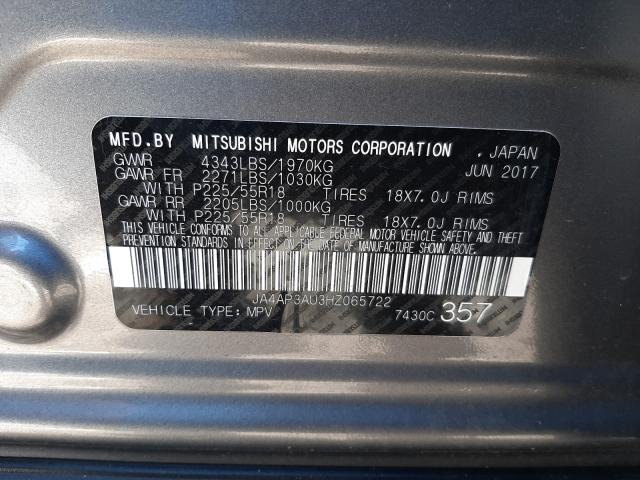 MFD.BY MITSUBISHI MOTORS CORPORATION . JAPAN
GVWR 4343LBS/1970KG JUN 2017
GAWR FR 2271LBS/1030KG
WITH P225/55R18 TIRES 18X7.0J RIMS
GAWR RR 2205LBS/1000KG
WITH P225/55R18 TIRES 18X7.0J RIMS
THIS VEHICLE CONFORMS TO ALL APPLICABLE FEDERAL MOTOR VEHICLE SAFETY AND THEFT
PREVENTION STANDARDS IN EFFECT ON THE DATE OF MANUFACTURE SHOWN ABOVE.
JA4AP3AU3HZ065722
VEHICLE TYPE: MPV 7430C 357